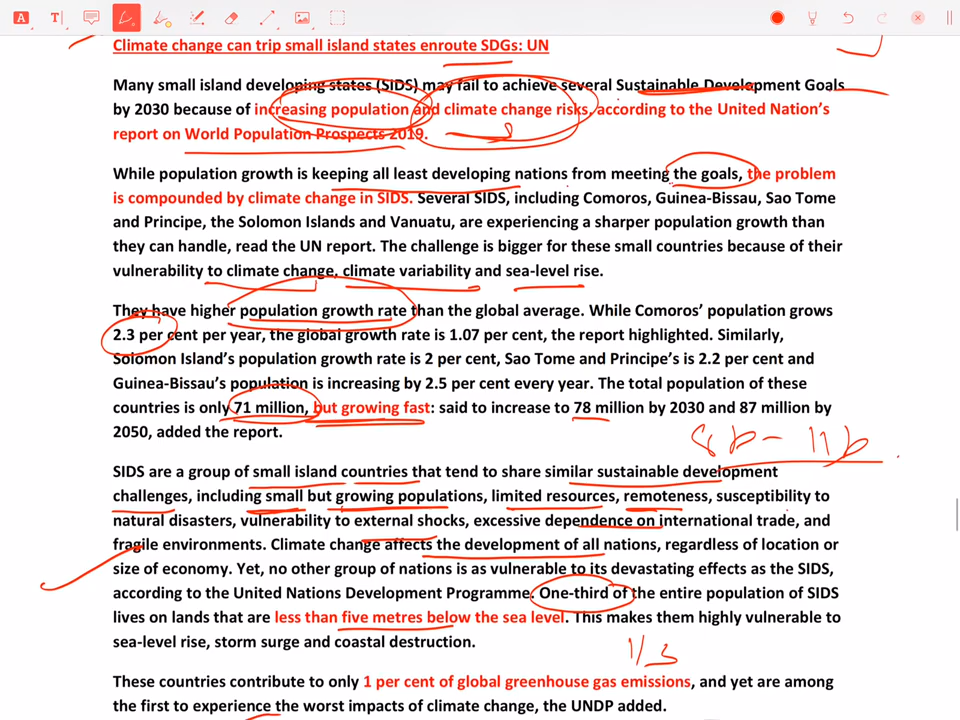 Climate change can trip small island states enroute SDGs: UN
Many small island developing states (SIDS) may fail to achieve several Sustainable Development Goals
by 2030 because of increasing population and climate change risks, according to the United Nation's
report on World Population Prospects 2019.
While population growth is keeping all least developing nations from meeting the goals, the problem
is compounded by climate change in SIDS. Several SIDS, including Comoros, Guinea-Bissau, Sao Tome
and Principe, the Solomon Islands and Vanuatu, are experiencing a sharper population growth than
they can handle, read the UN report. The challenge is bigger for these small countries because of their
vulnerability to climate change, climate variability and sea-level rise.
They have higher population growth rate than the global average. While Comoros' population grows
2.3 per cent per year, the global growth rate is 1.07 per cent, the report highlighted. Similarly,
Solomon Island's population growth rate is 2 per cent, Sao Tome and Principe's is 2.2 per cent and
Guinea-Bissau's population is increasing by 2.5 per cent every year. The total population of these
countries is only 71 million, but growing fast: said to increase to 78 million by 2030 and 87 million by
2050, added the report.
8b - 11b
SIDS are a group of small island countries that tend to share similar sustainable development
challenges, including small but growing populations, limited resources, remoteness, susceptibility to
natural disasters, vulnerability to external shocks, excessive dependence on international trade, and
fragile environments. Climate change affects the development of all nations, regardless of location or
size of economy. Yet, no other group of nations is as vulnerable to its devastating effects as the SIDS,
according to the United Nations Development Programme. One-third of the entire population of SIDS
lives on lands that are less than five metres below the sea level. This makes them highly vulnerable to
sea-level rise, storm surge and coastal destruction.
1/3
These countries contribute to only 1 per cent of global greenhouse gas emissions, and yet are among
the first to experience the worst impacts of climate change, the UNDP added.